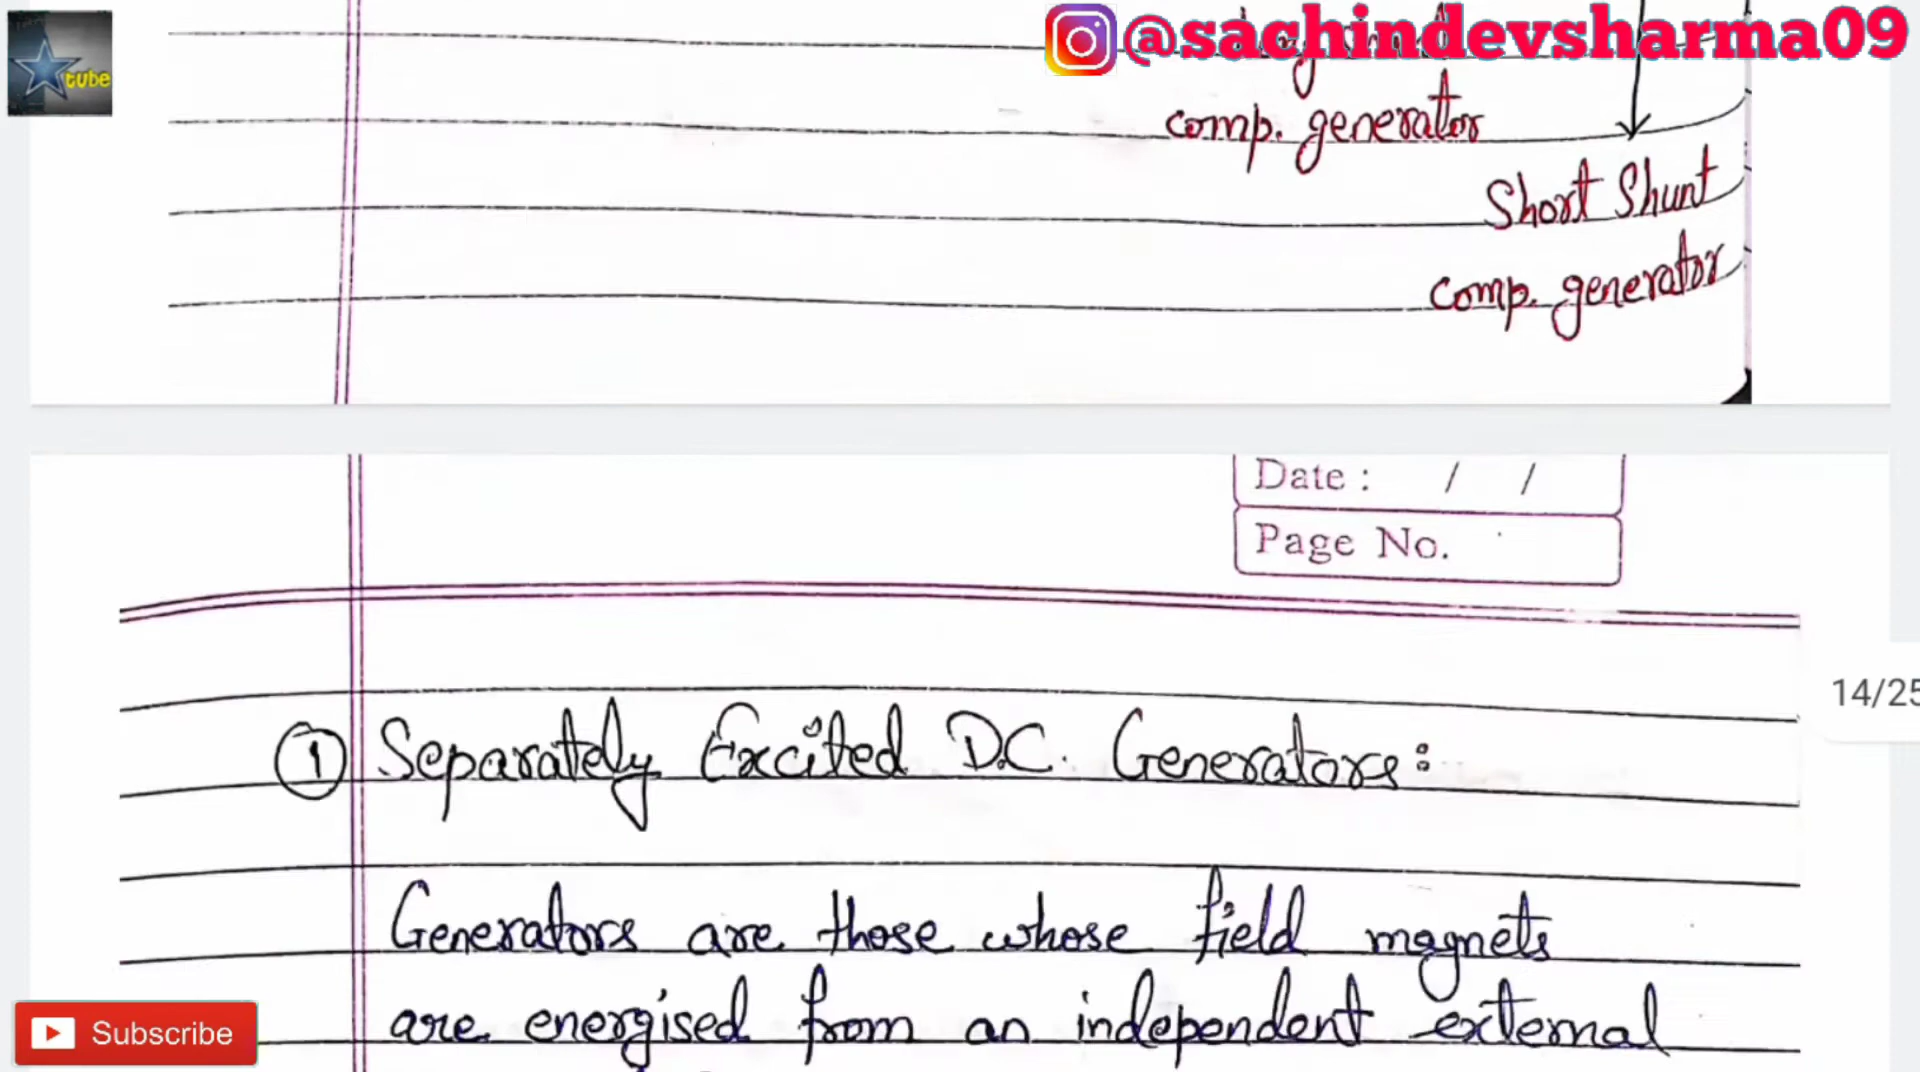 @sachindevsharma09
tube
comp. generator
Short Shunt
comp. generator
Date : / /
Page No.
14/25
① Separately Excited D.C. Generators:
Generators are those whose field magnets
are energised from an independent external
Subscribe